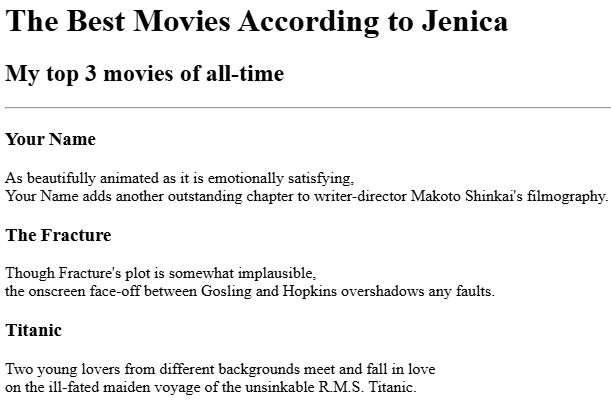 The Best Movies According to Jenica
My top 3 movies of all-time
Your Name
As beautifully animated as it is emotionally satisfying,
Your Name adds another outstanding chapter to writer-director Makoto Shinkai's filmography.
The Fracture
Though Fracture's plot is somewhat implausible,
the onscreen face-off between Gosling and Hopkins overshadows any faults.
Titanic
Two young lovers from different backgrounds meet and fall in love
on the ill-fated maiden voyage of the unsinkable R.M.S. Titanic.